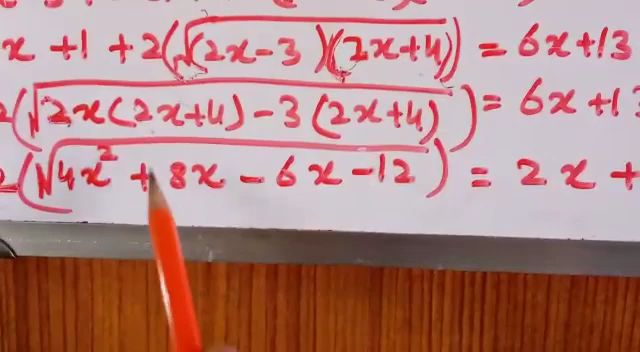 x + 1 + 2(√(2x-3)(2x+4)) = 6x+13
2(√2x(2x+4) - 3(2x+4)) = 6x+13
2(√4x² + 8x - 6x - 12) = 2x +